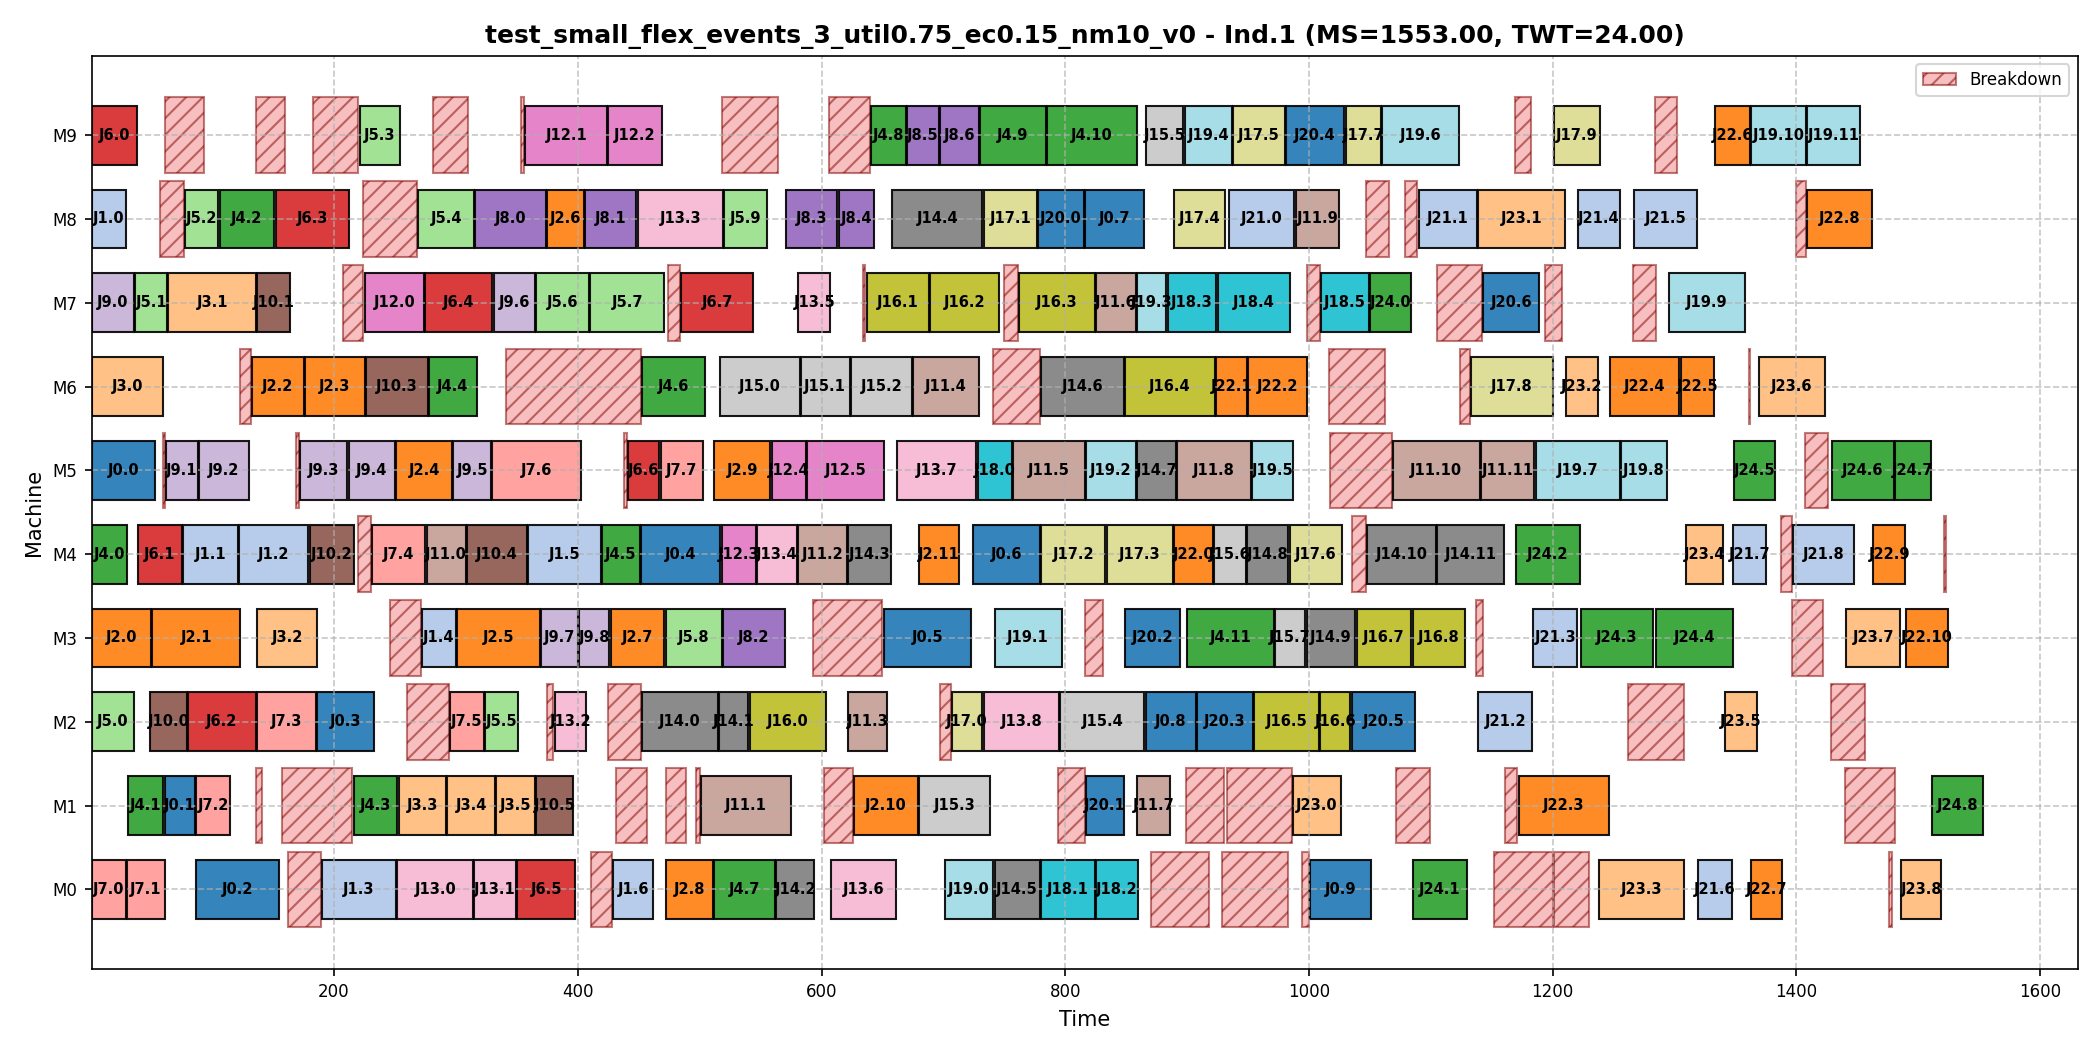 test_small_flex_events_3_util0.75_ec0.15_nm10_v0 - Ind.1 (MS=1553.00, TWT=24.00)
Breakdown
M9 J6.0 J5.3 J12.1 J12.2 J4.8 J8.5 J8.6 J4.9 J4.10 J15.5 J19.4 J17.5 J20.4 J17.7 J19.6 J17.9 J22.6 J19.10 J19.11
M8 J1.0 J5.2 J4.2 J6.3 J5.4 J8.0 J2.6 J8.1 J13.3 J5.9 J8.3 J8.4 J14.4 J17.1 J20.0 J0.7 J17.4 J21.0 J11.9 J21.1 J23.1 J21.4 J21.5 J22.8
M7 J9.0 J5.1 J3.1 J10.1 J12.0 J6.4 J9.6 J5.6 J5.7 J6.7 J13.5 J16.1 J16.2 J16.3 J11.6 J19.3 J18.3 J18.4 J18.5 J24.0 J20.6 J19.9
M6 J3.0 J2.2 J2.3 J10.3 J4.4 J4.6 J15.0 J15.1 J15.2 J11.4 J14.6 J16.4 J22.1 J22.2 J17.8 J23.2 J22.4 J22.5 J23.6
M5 J0.0 J9.1 J9.2 J9.3 J9.4 J2.4 J9.5 J7.6 J6.6 J7.7 J2.9 J12.4 J12.5 J13.7 J18.0 J11.5 J19.2 J14.7 J11.8 J19.5 J11.10 J11.11 J19.7 J19.8 J24.5 J24.6 J24.7
M4 J4.0 J6.1 J1.1 J1.2 J10.2 J7.4 J11.0 J10.4 J1.5 J4.5 J0.4 J12.3 J13.4 J11.2 J14.3 J2.11 J0.6 J17.2 J17.3 J22.0 J15.6 J14.8 J17.6 J14.10 J14.11 J24.2 J23.4 J21.7 J21.8 J22.9
M3 J2.0 J2.1 J3.2 J1.4 J2.5 J9.7 J9.8 J2.7 J5.8 J8.2 J0.5 J19.1 J20.2 J4.11 J15.7 J14.9 J16.7 J16.8 J21.3 J24.3 J24.4 J23.7 J22.10
M2 J5.0 J10.0 J6.2 J7.3 J0.3 J7.5 J5.5 J13.2 J14.0 J14.1 J16.0 J11.3 J17.0 J13.8 J15.4 J0.8 J20.3 J16.5 J16.6 J20.5 J21.2 J23.5
M1 J4.1 J0.1 J7.2 J4.3 J3.3 J3.4 J3.5 J10.5 J11.1 J2.10 J15.3 J20.1 J11.7 J23.0 J22.3 J24.8
M0 J7.0 J7.1 J0.2 J1.3 J13.0 J13.1 J6.5 J1.6 J2.8 J4.7 J14.2 J13.6 J19.0 J14.5 J18.1 J18.2 J0.9 J24.1 J23.3 J21.6 J22.7 J23.8
Machine
200 400 600 800 1000 1200 1400 1600
Time